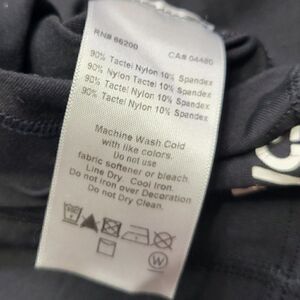 RN# 66200 CA# 04480
90% Tactel Nylon 10% Spandex
90% Nylon Tactel 10% Spandex
90% Tactel Nylon 10% Spandex
90% Tactel Nylon 10% Spandex
Machine Wash Cold
with like colors.
Do not use
fabric softener or bleach.
Line Dry. Cool Iron.
Do not Iron over Decoration
Do not Dry Clean.
W